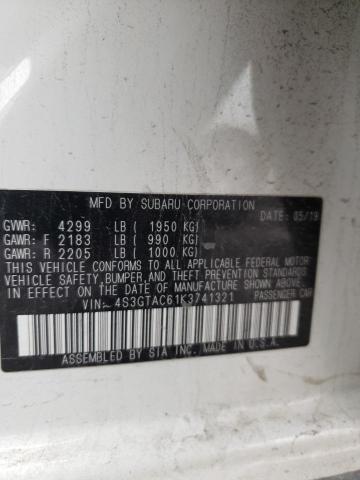 MFD BY SUBARU CORPORATION DATE: 05/19
GVWR: 4299 LB ( 1950 KG)
GAWR: F 2183 LB ( 990 KG)
GAWR: R 2205 LB ( 1000 KG)
THIS VEHICLE CONFORMS TO ALL APPLICABLE FEDERAL MOTOR
VEHICLE SAFETY, BUMPER, AND THEFT PREVENTION STANDARDS
IN EFFECT ON THE DATE OF MANUFACTURE SHOWN ABOVE.
VIN: 4S3GTAC61K3741321 PASSENGER CAR
ASSEMBLED BY SIA INC. MADE IN U.S.A.